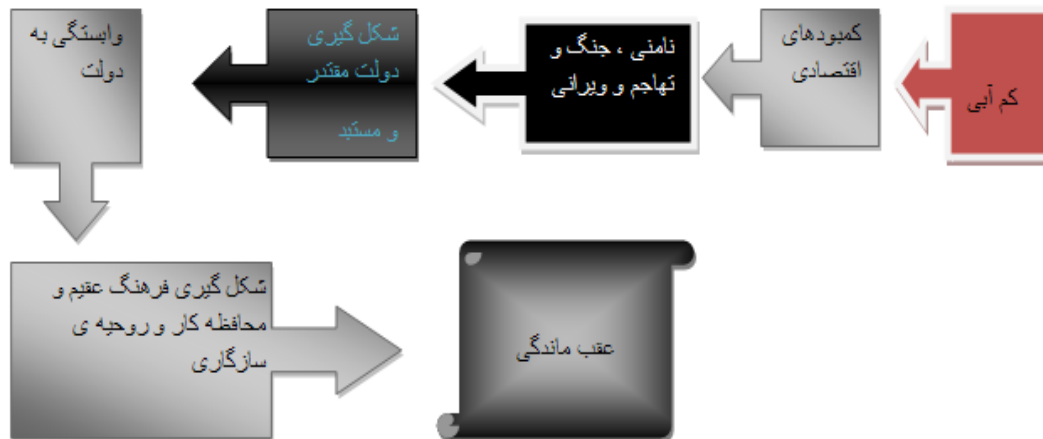 کم آبی
کمبودهای
اقتصادی
نامنی ، جنگ و
تهاجم و ویرانی
شکل گیری
دولت مقتدر
و مستبد
وابستگی به
دولت
شکل گیری فرهنگ عقیم و
محافظه کار و روحیه ی
سازگاری
عقب ماندگی